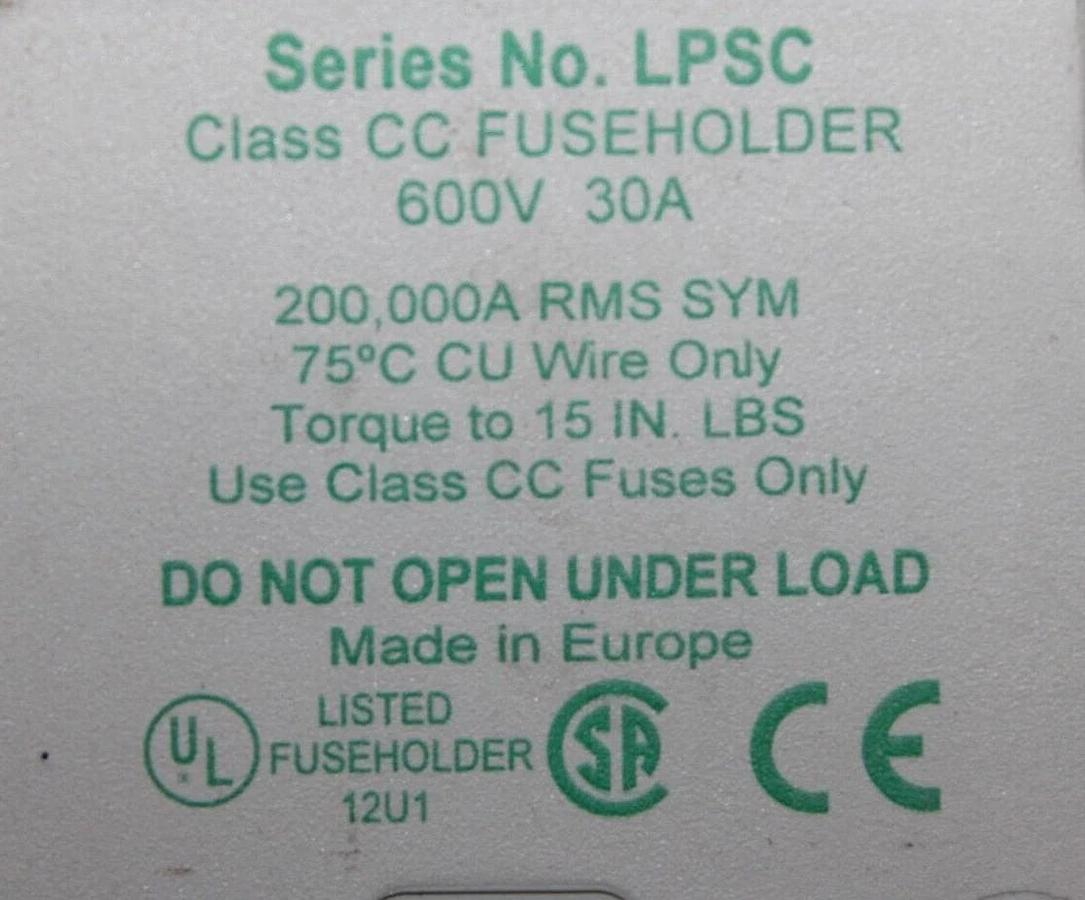 Series No. LPSC
Class CC FUSEHOLDER
600V 30A
200,000A RMS SYM
75ºC CU Wire Only
Torque to 15 IN. LBS
Use Class CC Fuses Only
DO NOT OPEN UNDER LOAD
Made in Europe
UL LISTED
FUSEHOLDER
12U1
SA
CE